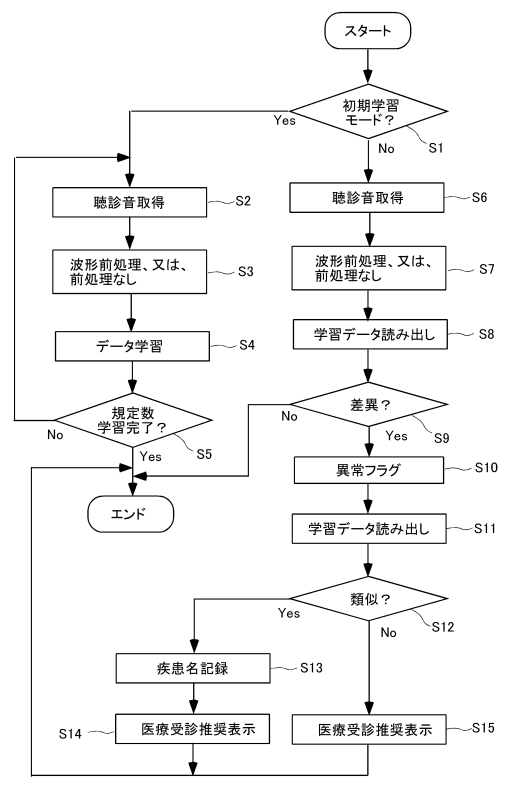 スタート
初期学習
モード？
Yes
S1
No
聴診音取得
S2
聴診音取得
S6
波形前処理、又は、
前処理なし
S3
波形前処理、又は、
前処理なし
S7
データ学習
S4
学習データ読み出し
S8
規定数
学習完了？
No
S5
Yes
差異？
No
S9
Yes
異常フラグ
S10
エンド
学習データ読み出し
S11
類似？
Yes
S12
No
疾患名記録
S13
S14
医療受診推奨表示
医療受診推奨表示
S15